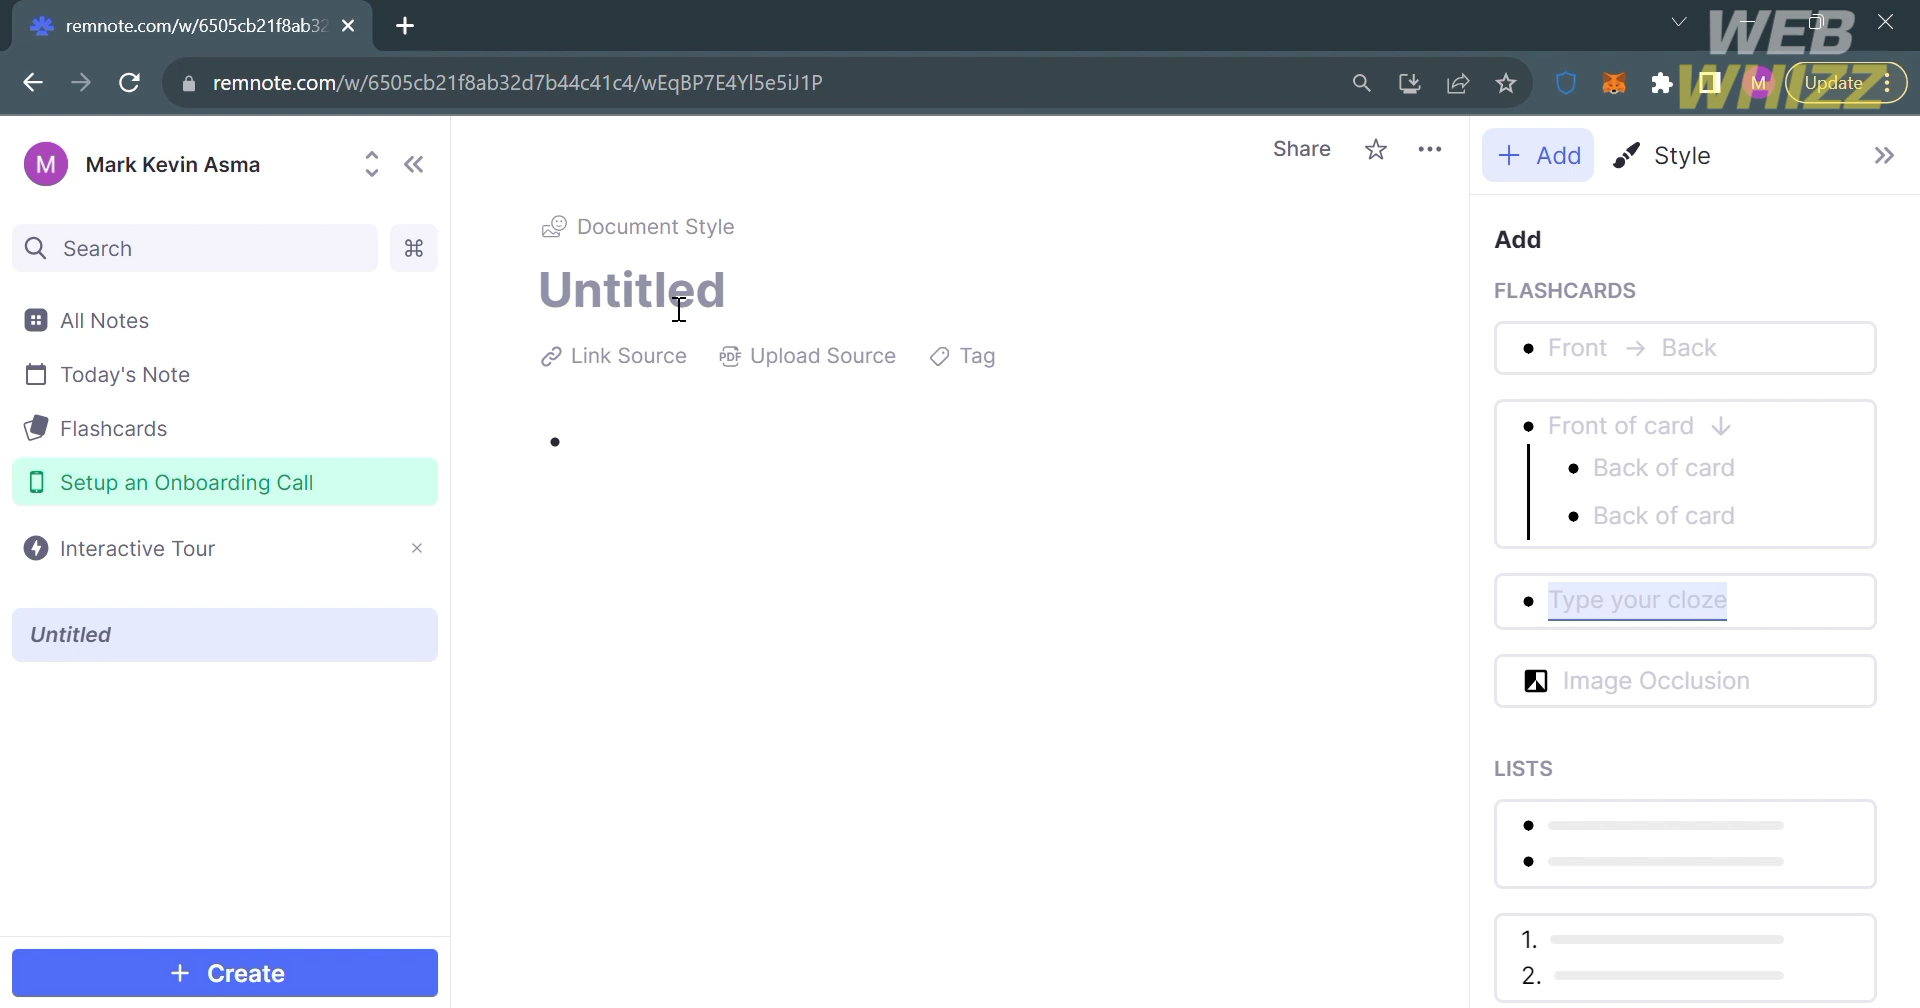 remnote.com/w/6505cb21f8ab32
WEB
WHIZZ
remnote.com/w/6505cb21f8ab32d7b44c41c4/wEqBP7E4Yl5e5iJ1P
M
Update
M
Mark Kevin Asma
Search
All Notes
Today's Note
Flashcards
Setup an Onboarding Call
Interactive Tour
Untitled
Create
Share
Document Style
Untitled
Link Source
PDF Upload Source
Tag
Add
Style
Add
FLASHCARDS
Front → Back
Front of card ↓
Back of card
Back of card
Type your cloze
Image Occlusion
LISTS
1.
2.